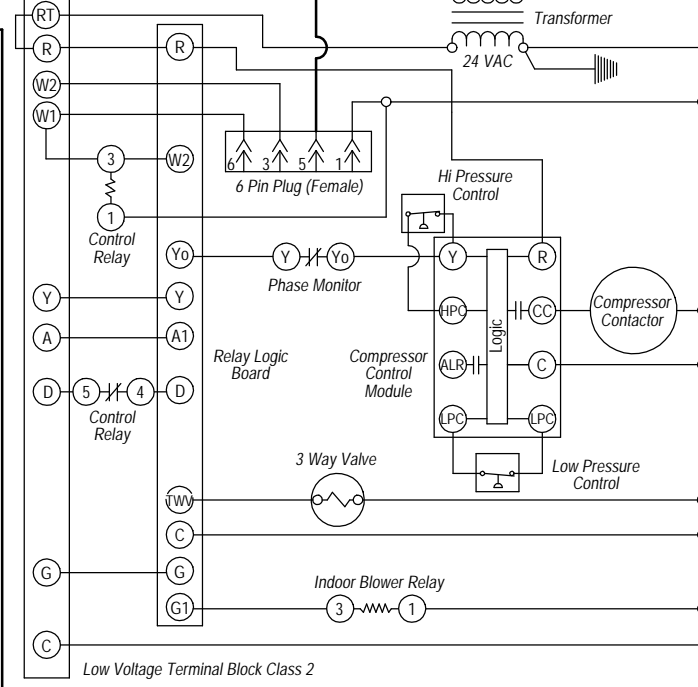 RT
Transformer
R
R
24 VAC
W2
W1
6
3
5
1
3
W2
6 Pin Plug (Female)
Hi Pressure
Control
1
Control
Relay
Yo
Y
Yo
Y
R
Phase Monitor
Y
Y
HPC
CC
Compressor
Contactor
Logic
A
A1
Relay Logic
Board
Compressor
Control
Module
ALR
C
D
5
4
D
Control
Relay
LPC
LPC
3 Way Valve
Low Pressure
Control
TWV
C
G
G
Indoor Blower Relay
G1
3
1
C
Low Voltage Terminal Block Class 2